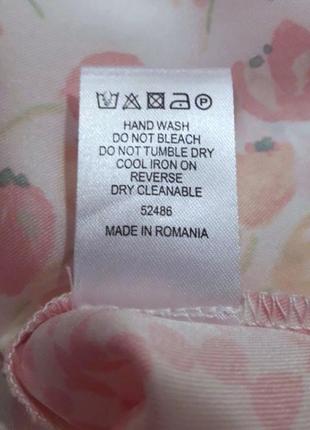 P
HAND WASH
DO NOT BLEACH
DO NOT TUMBLE DRY
COOL IRON ON
REVERSE
DRY CLEANABLE
52486
MADE IN ROMANIA